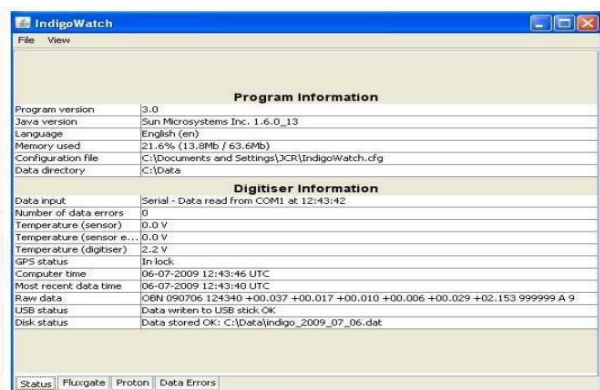 IndigoWatch
File View
Program Information
Program version 3.0
Java version Sun Microsystems Inc. 1.6.0_13
Language English (en)
Memory used 21.6% (13.8Mb / 63.6Mb)
Configuration file C:\Documents and Settings\JCR\IndigoWatch.cfg
Data directory C:\Data
Digitiser Information
Data input Serial - Data read from COM1 at 12:43:42
Number of data errors 0
Temperature (sensor) 0.0 V
Temperature (sensor e... 0.0 V
Temperature (digitiser) 2.2 V
GPS status In lock
Computer time 06-07-2009 12:43:46 UTC
Most recent data time 06-07-2009 12:43:40 UTC
Raw data OBN 090706 124340 +00.037 +00.017 +00.010 +00.006 +00.029 +02.153 999999 A 9
USB status Data writen to USB stick OK
Disk status Data stored OK: C:\Data\indigo_2009_07_06.dat
Status Fluxgate Proton Data Errors